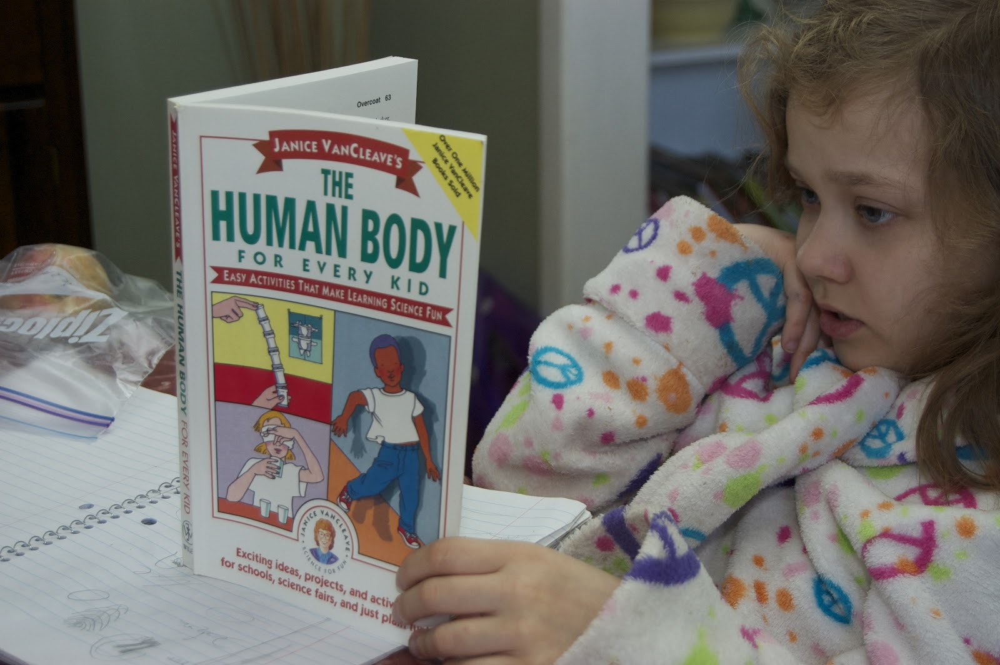 Overcoat 63
JANICE VANCLEAVE'S
THE
HUMAN BODY
FOR EVERY KID
EASY ACTIVITIES THAT MAKE LEARNING SCIENCE FUN
Over One Million
Janice VanCleave
Books Sold
JANICE VANCLEAVE
SCIENCE FOR FUN
Exciting ideas, projects, and activ
for schools, science fairs, and just plain
JANICE VANCLEAVE'S
THE HUMAN BODY FOR EVERY KID
Ziploc